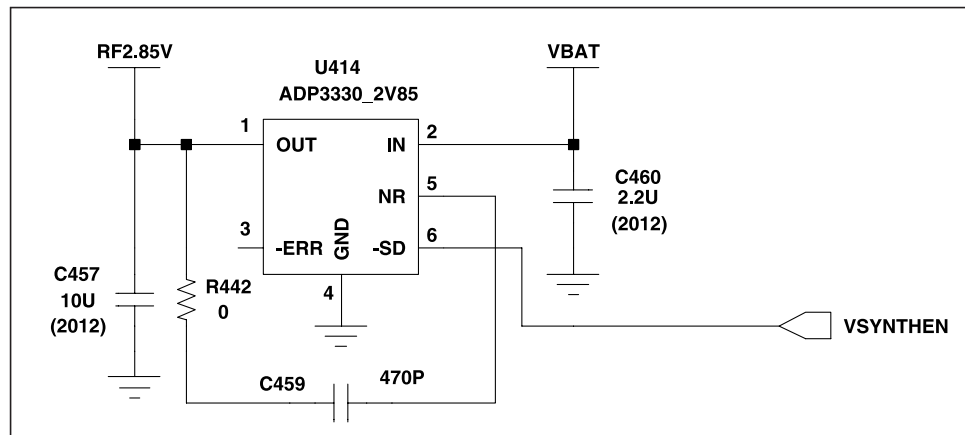 RF2.85V
VBAT
U414
ADP3330_2V85
1
2
OUT
IN
5
NR
3
6
-ERR
GND
-SD
4
C460
2.2U
(2012)
C457
10U
(2012)
R442
0
VSYNTHEN
C459
470P